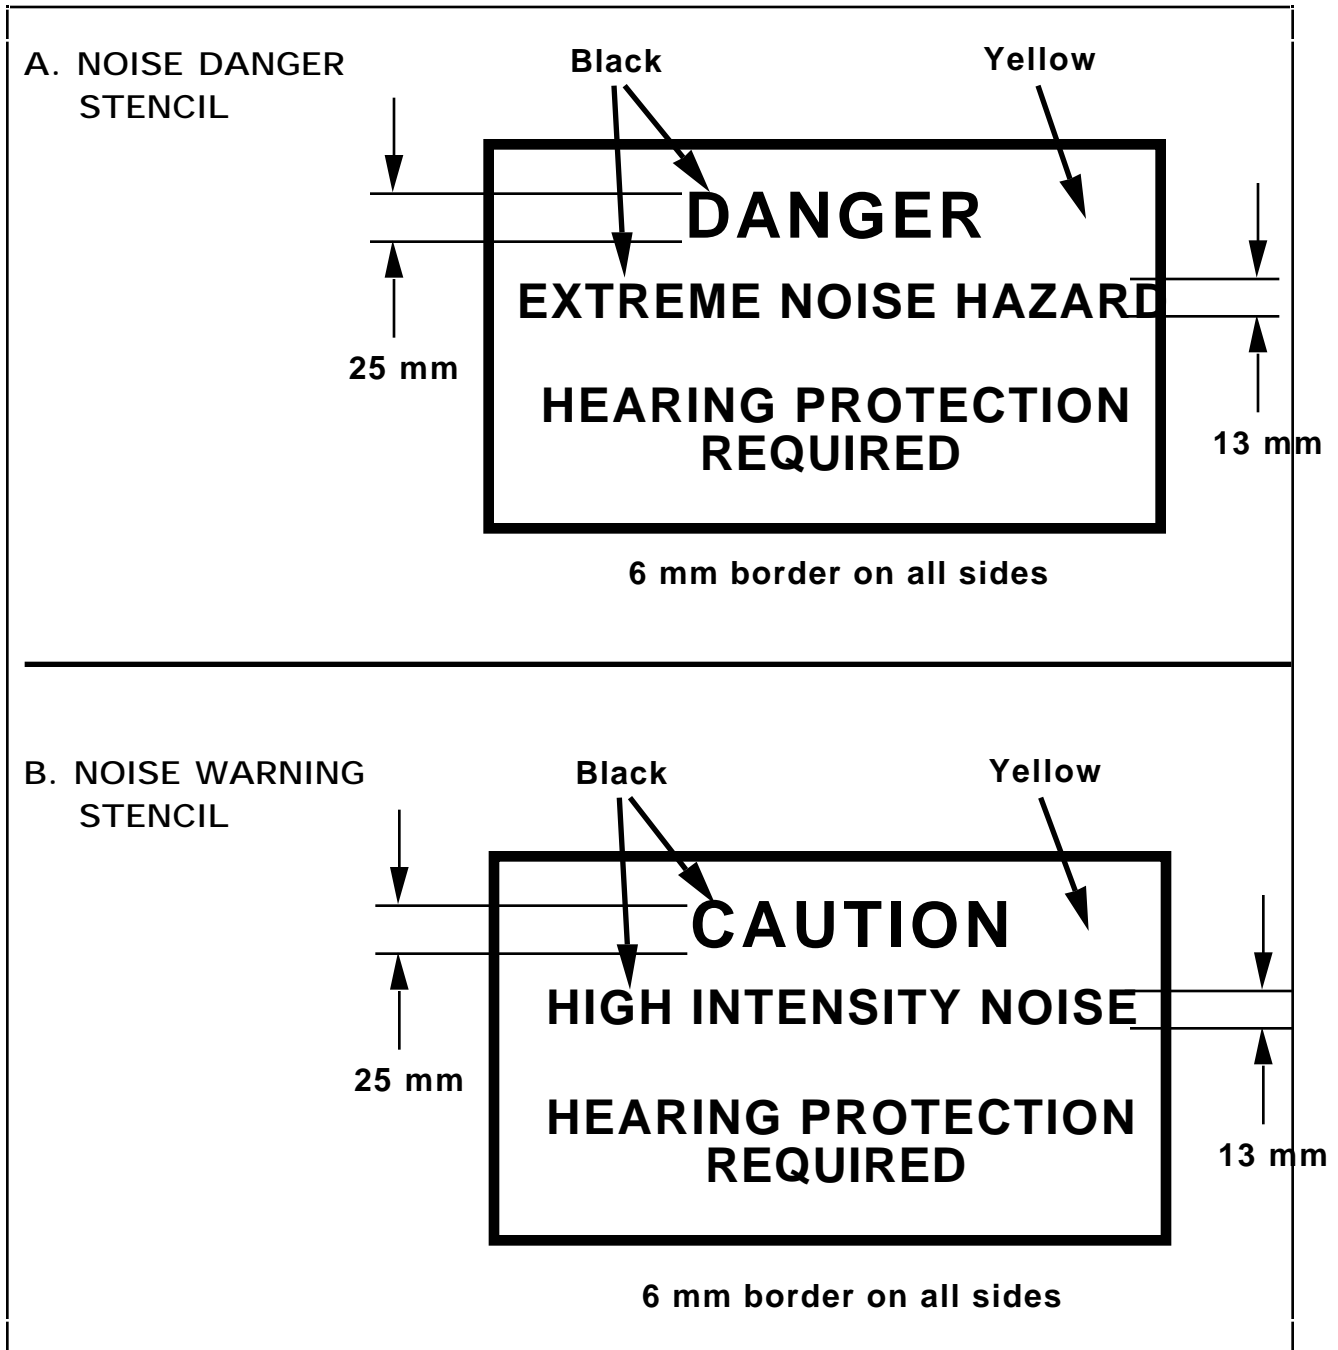 A. NOISE DANGER
STENCIL
Black
Yellow
DANGER
EXTREME NOISE HAZARD
25 mm
HEARING PROTECTION
REQUIRED
13 mm
6 mm border on all sides
B. NOISE WARNING
STENCIL
Black
Yellow
CAUTION
HIGH INTENSITY NOISE
25 mm
HEARING PROTECTION
REQUIRED
13 mm
6 mm border on all sides